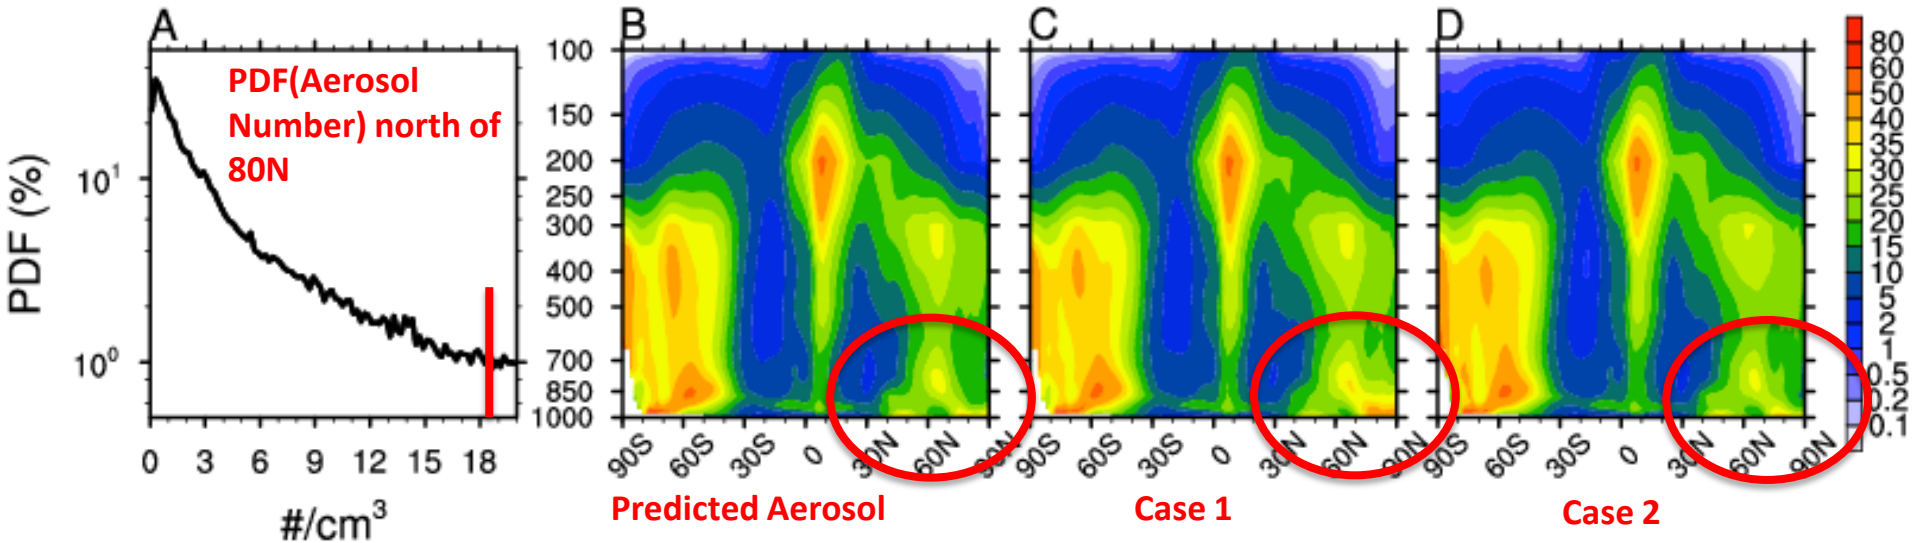 A
PDF(Aerosol
Number) north of
80N
PDF (%)
10¹
10⁰
0 3 6 9 12 15 18
#/cm³
B
100
150
200
250
300
400
500
700
850
1000
90S 60S 30S 0 30N 60N 90N
Predicted Aerosol
C
90S 60S 30S 0 30N 60N 90N
Case 1
D
90S 60S 30S 0 30N 60N 90N
Case 2
80
60
50
40
35
30
25
20
15
10
5
2
1
0.5
0.2
0.1